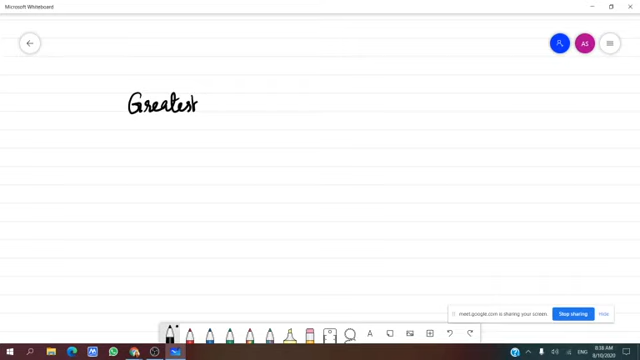 Microsoft Whiteboard
AS
Greatest
meet.google.com is sharing your screen.
Stop sharing
Hide
A
ENG
8:38 AM
8/10/2020